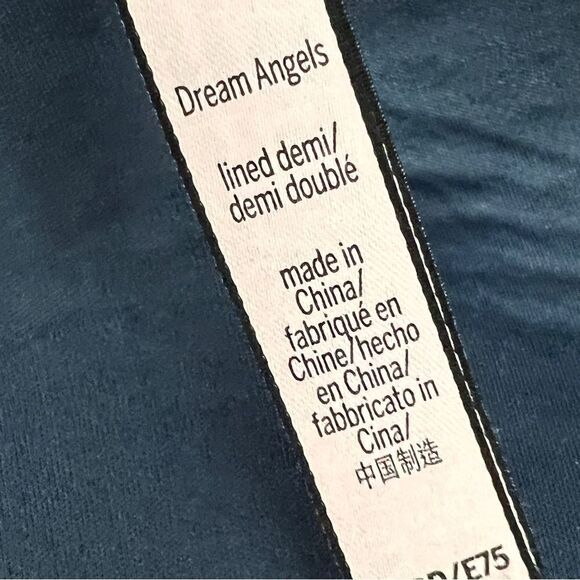 Dream Angels
lined demi/
demi doublé
made in
China/
fabriqué en
Chine/hecho
en China/
fabbricato in
Cina/
中国制造
D/E75